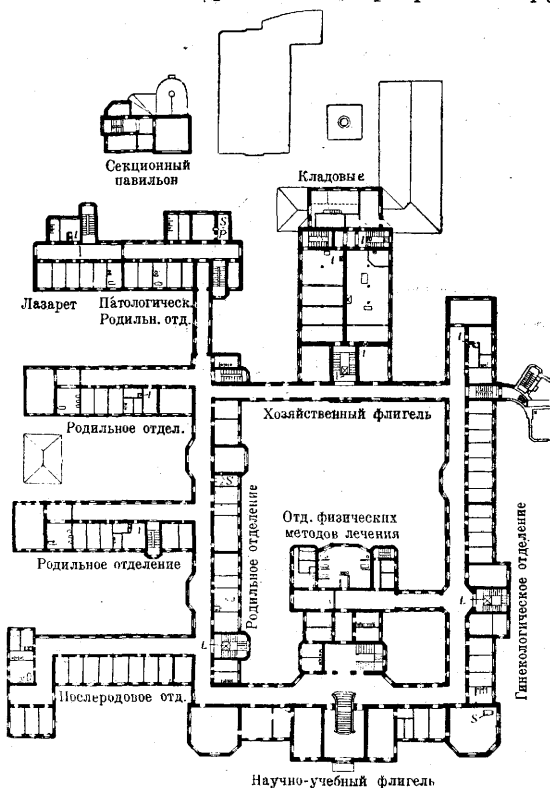 Секционный
павильон
Кладовые
Лазарет
Патологическ.
Родильн. отд.
Хозяйственный флигель
Родильное отдел.
Отд. физических
методов лечения
Родильное отделение
Родильное отделение
Гинекологическое отделение
Послеродовое отд.
Научно-учебный флигель